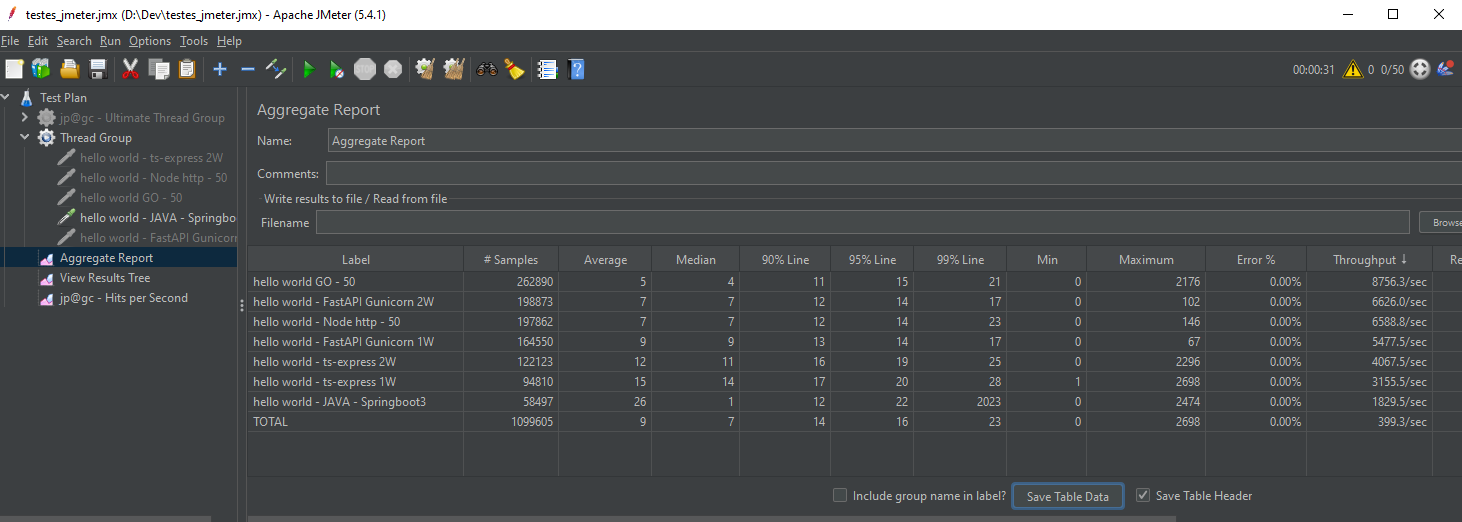 testes_jmeter.jmx (D:\Dev\testes_jmeter.jmx) - Apache JMeter (5.4.1)
File Edit Search Run Options Tools Help
00:00:31 0 0/50
Test Plan
jp@gc - Ultimate Thread Group
Thread Group
hello world - ts-express 2W
hello world - Node http - 50
hello world GO - 50
hello world - JAVA - Springbo
hello world - FastAPI Gunicorn
Aggregate Report
View Results Tree
jp@gc - Hits per Second
Aggregate Report
Name: Aggregate Report
Comments:
Write results to file / Read from file
Filename Browse
Label # Samples Average Median 90% Line 95% Line 99% Line Min Maximum Error % Throughput ↓ Re
hello world GO - 50 262890 5 4 11 15 21 0 2176 0.00% 8756.3/sec
hello world - FastAPI Gunicorn 2W 198873 7 7 12 14 17 0 102 0.00% 6626.0/sec
hello world - Node http - 50 197862 7 7 12 14 23 0 146 0.00% 6588.8/sec
hello world - FastAPI Gunicorn 1W 164550 9 9 13 14 17 0 67 0.00% 5477.5/sec
hello world - ts-express 2W 122123 12 11 16 19 25 0 2296 0.00% 4067.5/sec
hello world - ts-express 1W 94810 15 14 17 20 28 1 2698 0.00% 3155.5/sec
hello world - JAVA - Springboot3 58497 26 1 12 22 2023 0 2474 0.00% 1829.5/sec
TOTAL 1099605 9 7 14 16 23 0 2698 0.00% 399.3/sec
Include group name in label? Save Table Data Save Table Header